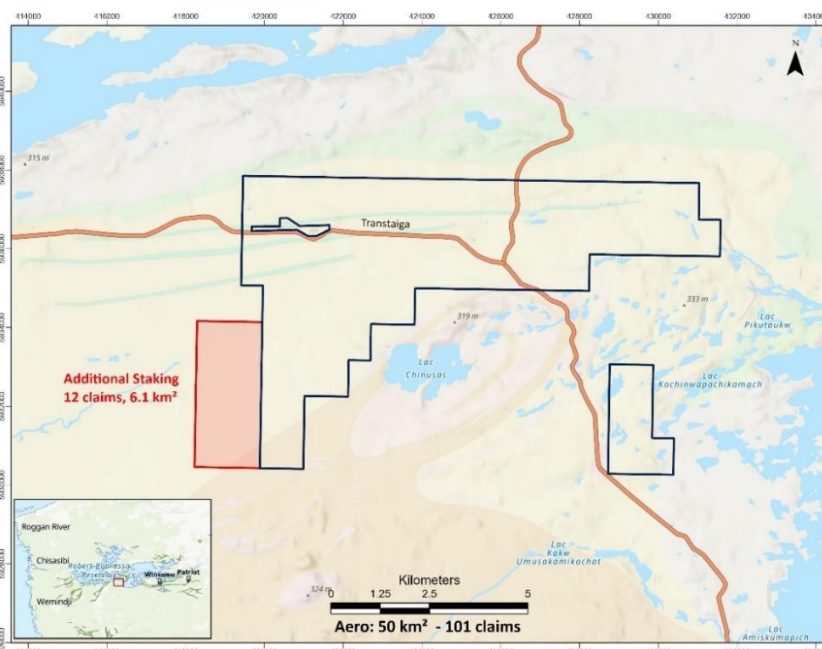 414000 416000 418000 420000 422000 424000 426000 428000 430000 432000
N
315 m
Transtaiga
333 m
319 m
Lac
Pikutaukw
Lac
Chinusas
Lac
Kachinwapachikamach
Additional Staking
12 claims, 6.1 km²
Roggan River
Chisasibi
Wemindji
Winsome
Patriot
Lac
Kakw
Umusakamikachat
324 m
Kilometers
0 1.25 2.5 5
Aero: 50 km² - 101 claims
Lac
Amiskumapich